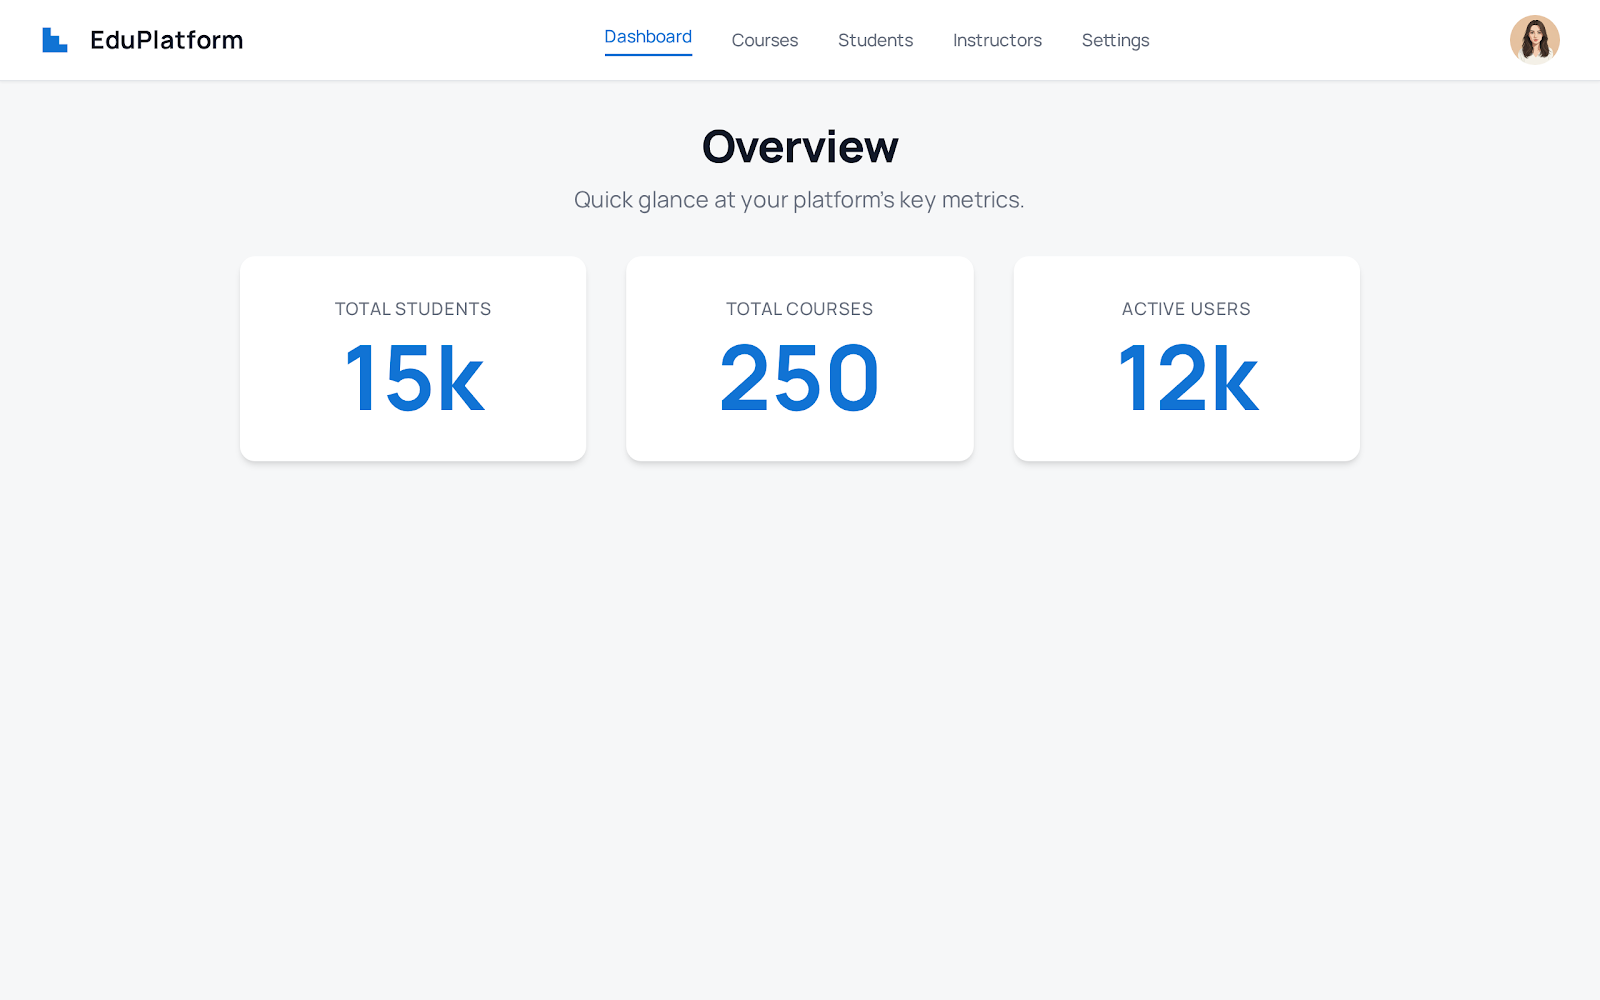 EduPlatform
Dashboard
Courses
Students
Instructors
Settings
Overview
Quick glance at your platform's key metrics.
TOTAL STUDENTS
15k
TOTAL COURSES
250
ACTIVE USERS
12k